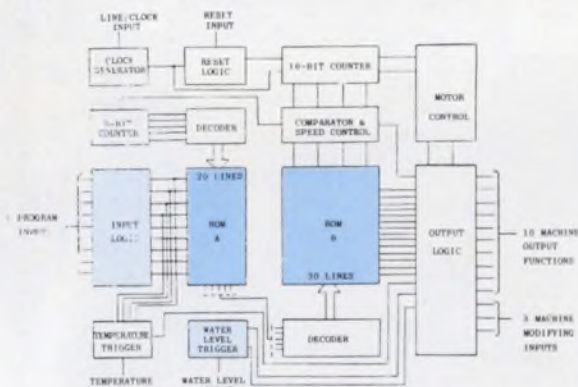 LINE/CLOCK
INPUT
RESET
INPUT
CLOCK
GENERATOR
RESET
LOGIC
10-BIT COUNTER
MOTOR
CONTROL
COUNTER
DECODER
COMPARATOR &
SPEED CONTROL
20 LINES
PROGRAM
INPUT
LOGIC
ROM
A
ROM
B
30 LINES
OUTPUT
LOGIC
10 MACHINE
OUTPUT
FUNCTIONS
3 MACHINE
MODIFYING
INPUTS
TEMPERATURE
TRIGGER
WATER
LEVEL
TRIGGER
DECODER
TEMPERATURE
WATER LEVEL